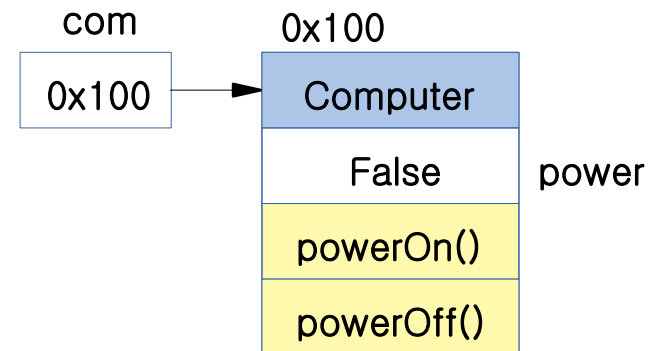 com
0x100
0x100
Computer
False
power
powerOn()
powerOff()